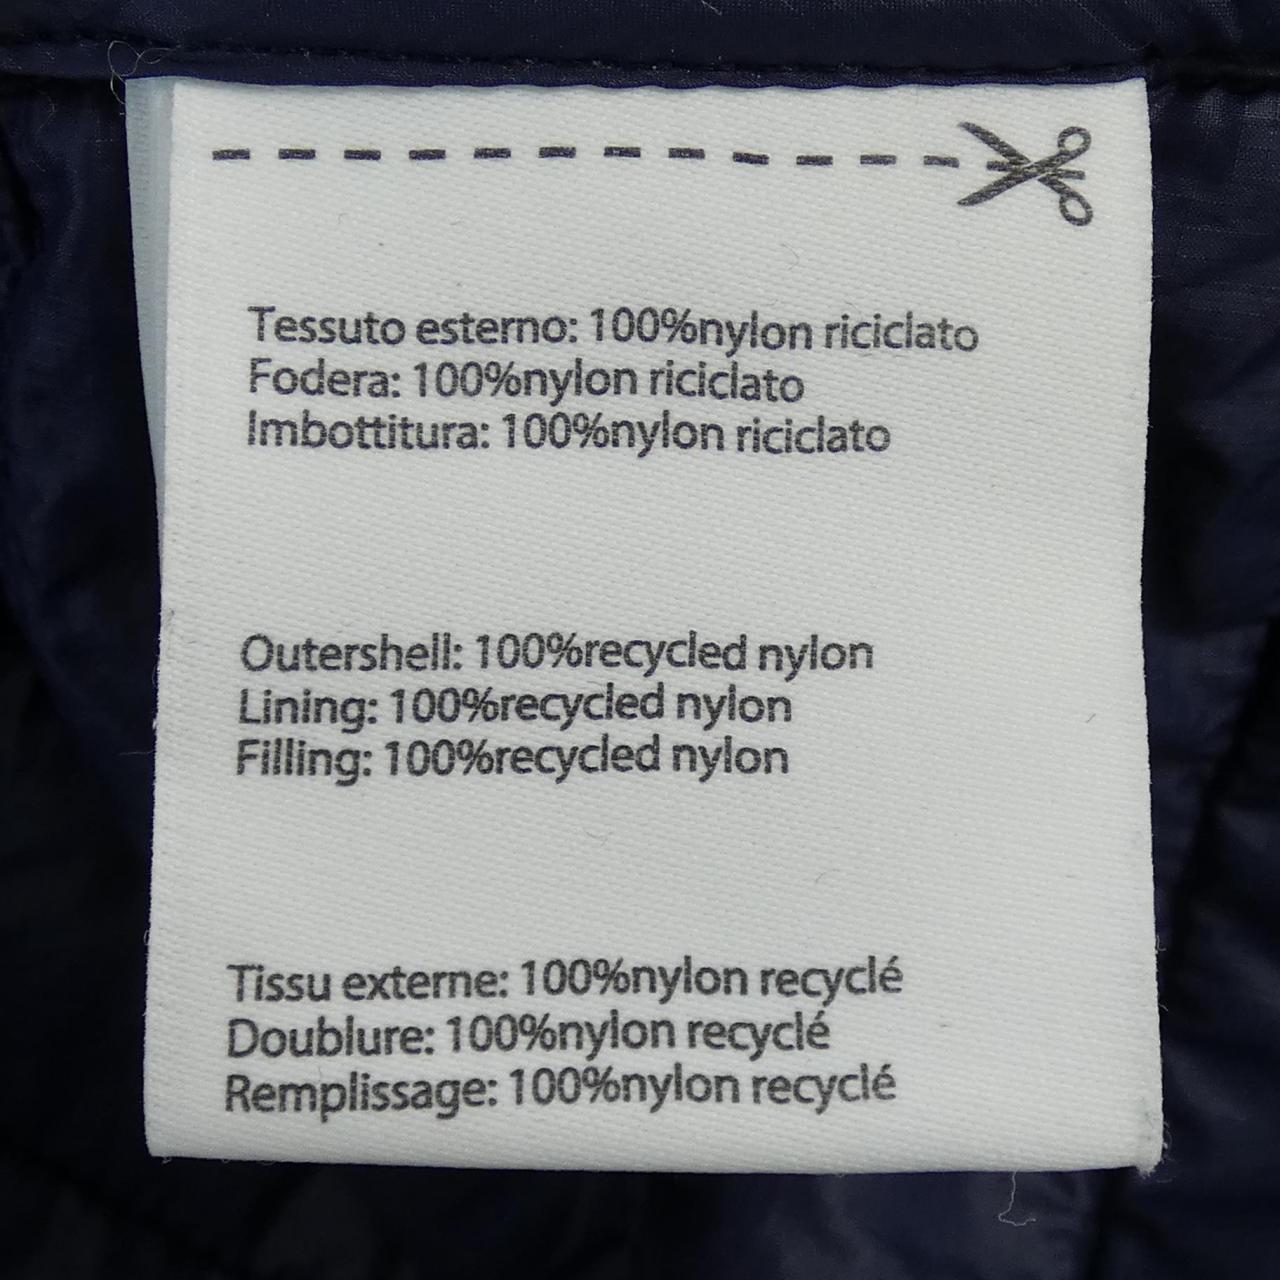 Tessuto esterno: 100%nylon riciclato
Fodera: 100%nylon riciclato
Imbottitura: 100%nylon riciclato
Outershell: 100%recycled nylon
Lining: 100%recycled nylon
Filling: 100%recycled nylon
Tissu externe: 100%nylon recyclé
Doublure: 100%nylon recyclé
Remplissage: 100%nylon recyclé